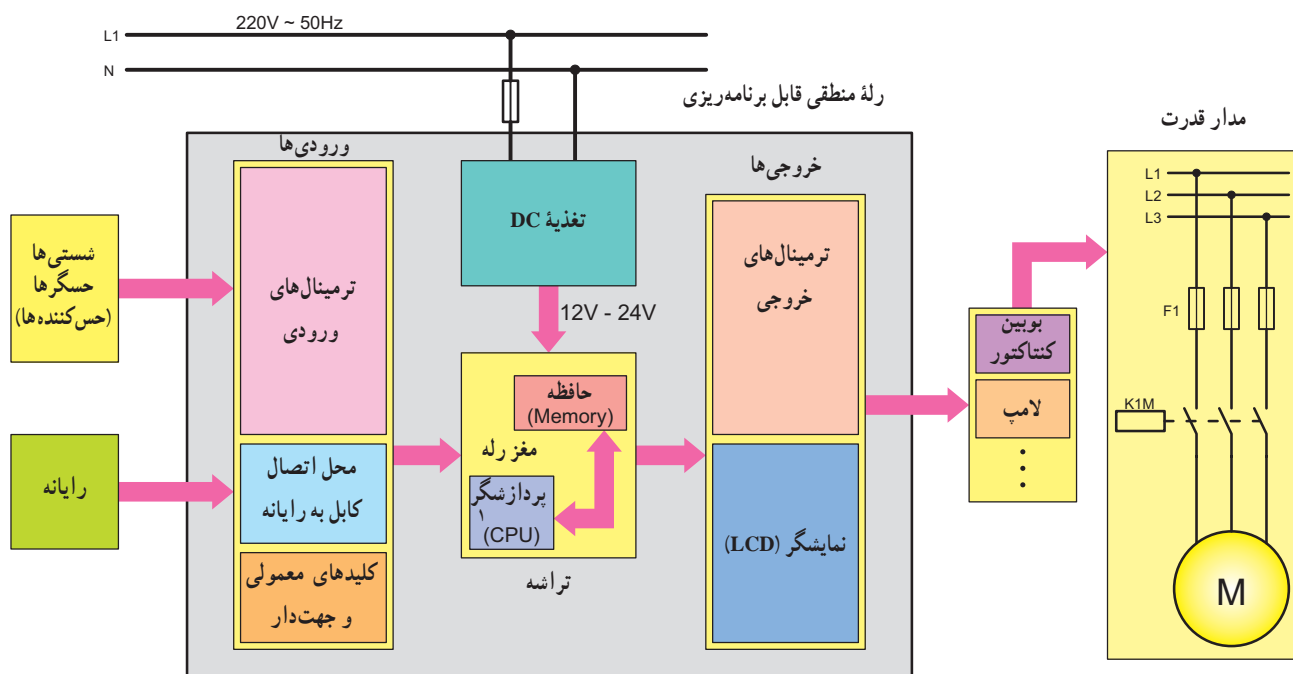 220V ~ 50Hz
L1
N
رلهٔ منطقی قابل برنامه‌ریزی
مدار قدرت
ورودی‌ها
خروجی‌ها
شستی‌ها
حسگرها
(حس‌کننده‌ها)
رایانه
ترمینال‌های
ورودی
محل اتصال
کابل به رایانه
کلیدهای معمولی
و جهت‌دار
تغذیهٔ DC
12V - 24V
حافظه
(Memory)
مغز رله
پردازشگر
۱
(CPU)
تراشه
ترمینال‌های
خروجی
نمایشگر (LCD)
بوبین
کنتاکتور
لامپ
L1
L2
L3
F1
K1M
M